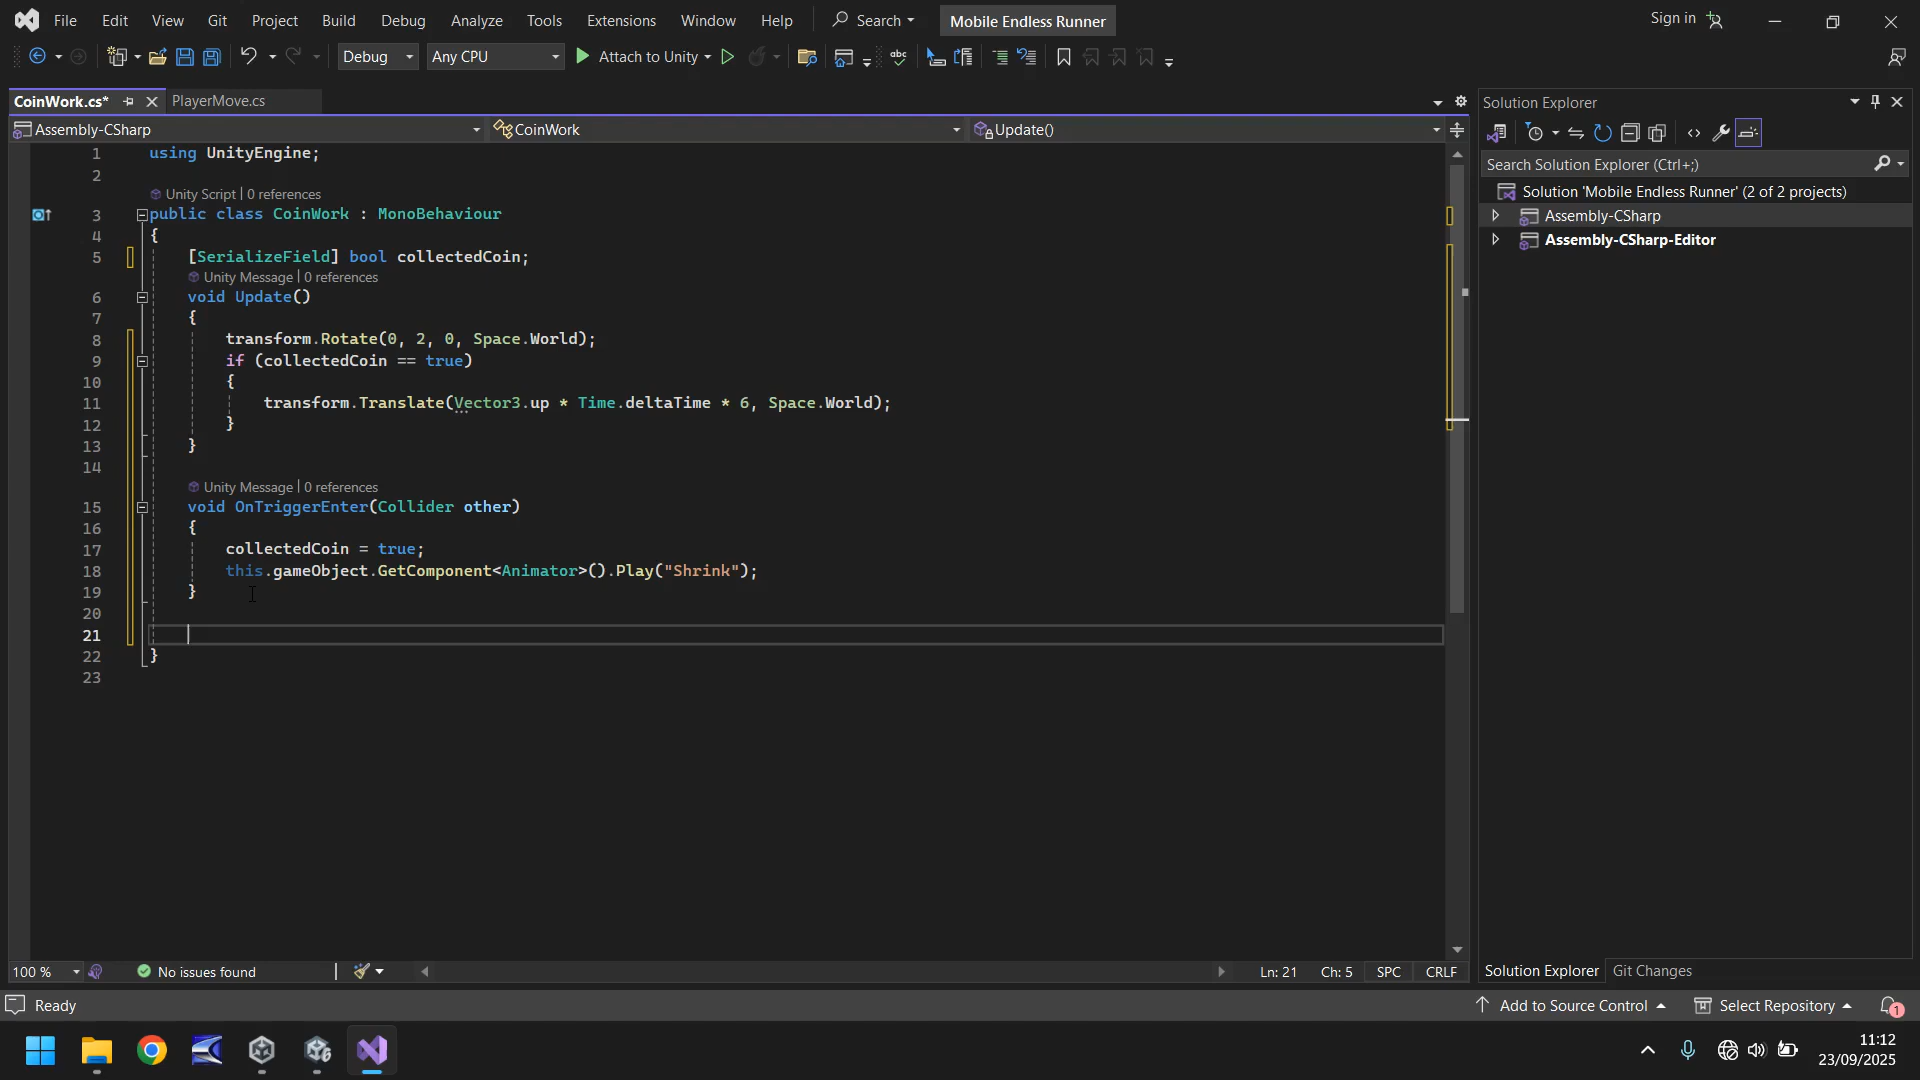 File Edit View Git Project Build Debug Analyze Tools Extensions Window Help Search Mobile Endless Runner Sign in
Debug Any CPU Attach to Unity
CoinWork.cs* PlayerMove.cs
Assembly-CSharp CoinWork Update()
1 using UnityEngine;
2
Unity Script | 0 references
3 public class CoinWork : MonoBehaviour
4 {
5 [SerializeField] bool collectedCoin;
Unity Message | 0 references
6 void Update()
7 {
8 transform.Rotate(0, 2, 0, Space.World);
9 if (collectedCoin == true)
10 {
11 transform.Translate(Vector3.up * Time.deltaTime * 6, Space.World);
12 }
13 }
14
Unity Message | 0 references
15 void OnTriggerEnter(Collider other)
16 {
17 collectedCoin = true;
18 this.gameObject.GetComponent<Animator>().Play("Shrink");
19 }
20
21
22 }
23
100 % No issues found Ln: 21 Ch: 5 SPC CRLF
Solution Explorer
Search Solution Explorer (Ctrl+;)
Solution 'Mobile Endless Runner' (2 of 2 projects)
Assembly-CSharp
Assembly-CSharp-Editor
Solution Explorer Git Changes
Ready Add to Source Control Select Repository 1
11:12
23/09/2025